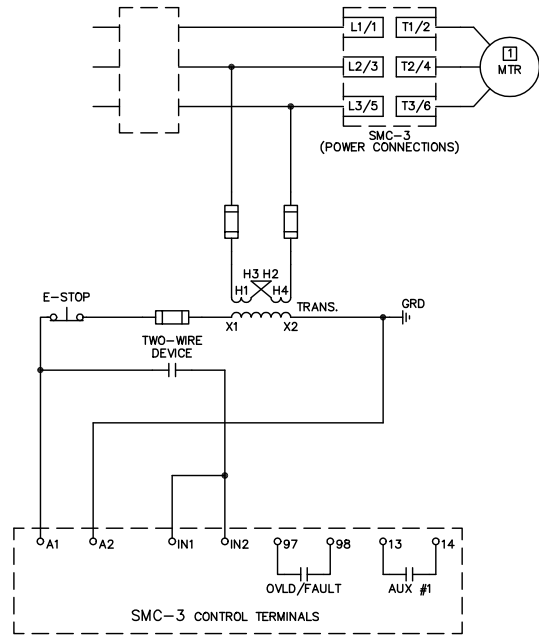 L1/1 T1/2
L2/3 T2/4
L3/5 T3/6
1
MTR
SMC-3
(POWER CONNECTIONS)
H3 H2
H1 H4
E-STOP
TRANS.
GRD
X1 X2
TWO-WIRE
DEVICE
A1 A2 IN1 IN2 97 98 13 14
OVLD/FAULT AUX #1
SMC-3 CONTROL TERMINALS